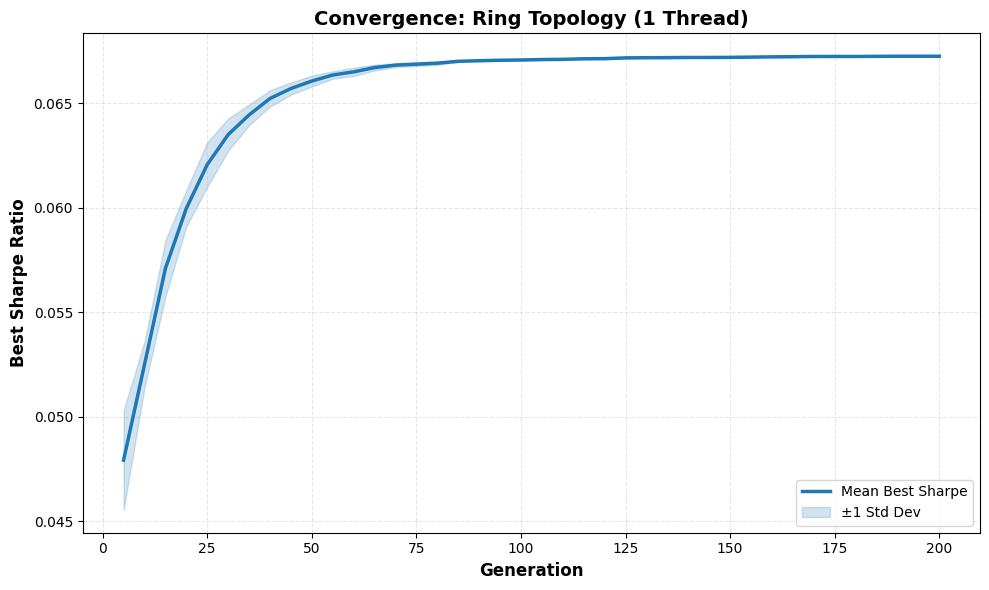 Convergence: Ring Topology (1 Thread)
Best Sharpe Ratio
0.065
0.060
0.055
0.050
0.045
0
25
50
75
100
125
150
175
200
Generation
Mean Best Sharpe
±1 Std Dev